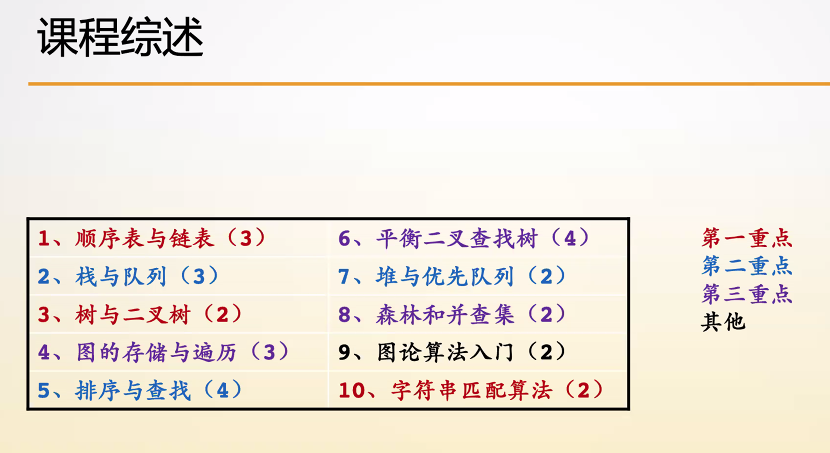 课程综述
1、顺序表与链表（3）
2、栈与队列（3）
3、树与二叉树（2）
4、图的存储与遍历（3）
5、排序与查找（4）
6、平衡二叉查找树（4）
7、堆与优先队列（2）
8、森林和并查集（2）
9、图论算法入门（2）
10、字符串匹配算法（2）
第一重点
第二重点
第三重点
其他